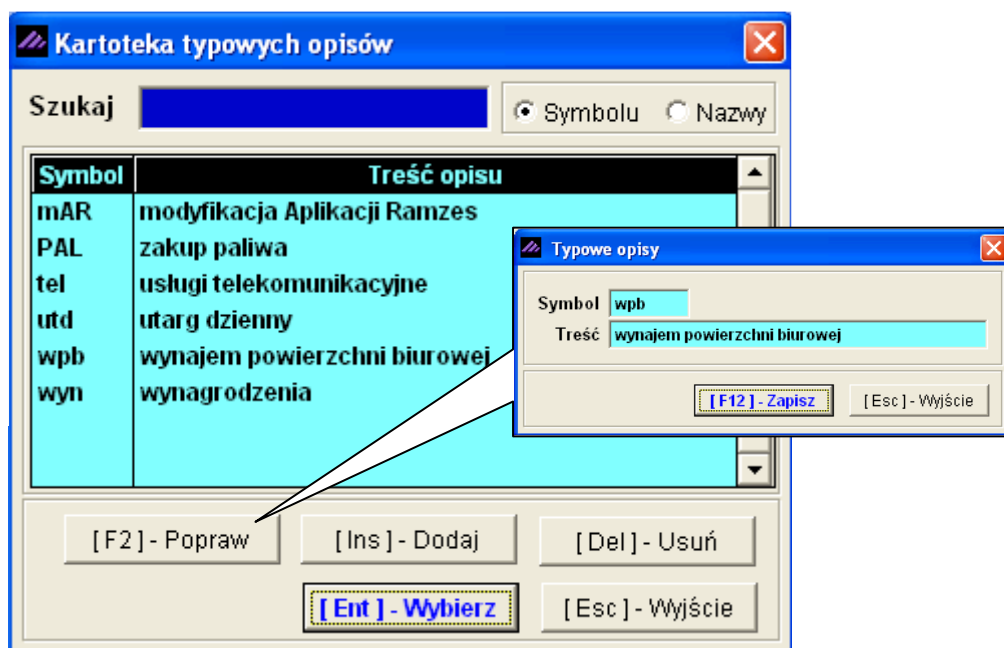 Kartoteka typowych opisów
Szukaj
Symbolu Nazwy
Symbol Treść opisu
mAR modyfikacja Aplikacji Ramzes
PAL zakup paliwa
tel usługi telekomunikacyjne
utd utarg dzienny
wpb wynajem powierzchni biurowej
wyn wynagrodzenia
[ F2 ] - Popraw [ Ins ] - Dodaj [ Del ] - Usuń
[ Ent ] - Wybierz [ Esc ] - Wyjście
Typowe opisy
Symbol wpb
Treść wynajem powierzchni biurowej
[ F12 ] - Zapisz [ Esc ] - Wyjście